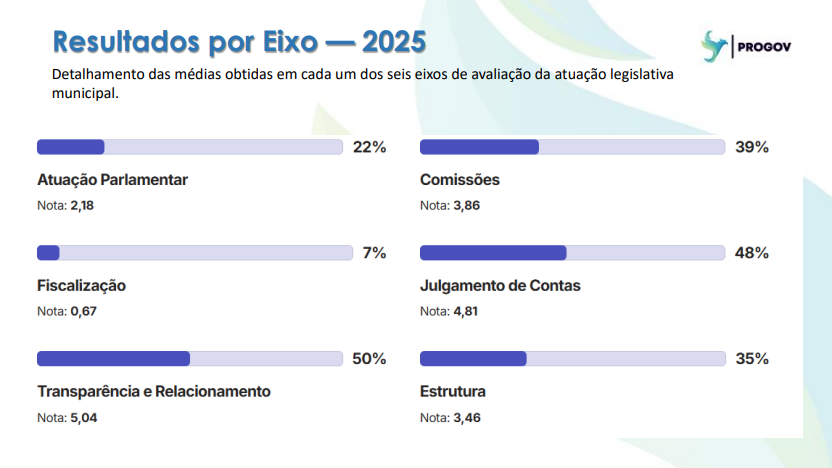 Resultados por Eixo — 2025
PROGOV
Detalhamento das médias obtidas em cada um dos seis eixos de avaliação da atuação legislativa
municipal.
22%
Atuação Parlamentar
Nota: 2,18
39%
Comissões
Nota: 3,86
7%
Fiscalização
Nota: 0,67
48%
Julgamento de Contas
Nota: 4,81
50%
Transparência e Relacionamento
Nota: 5,04
35%
Estrutura
Nota: 3,46